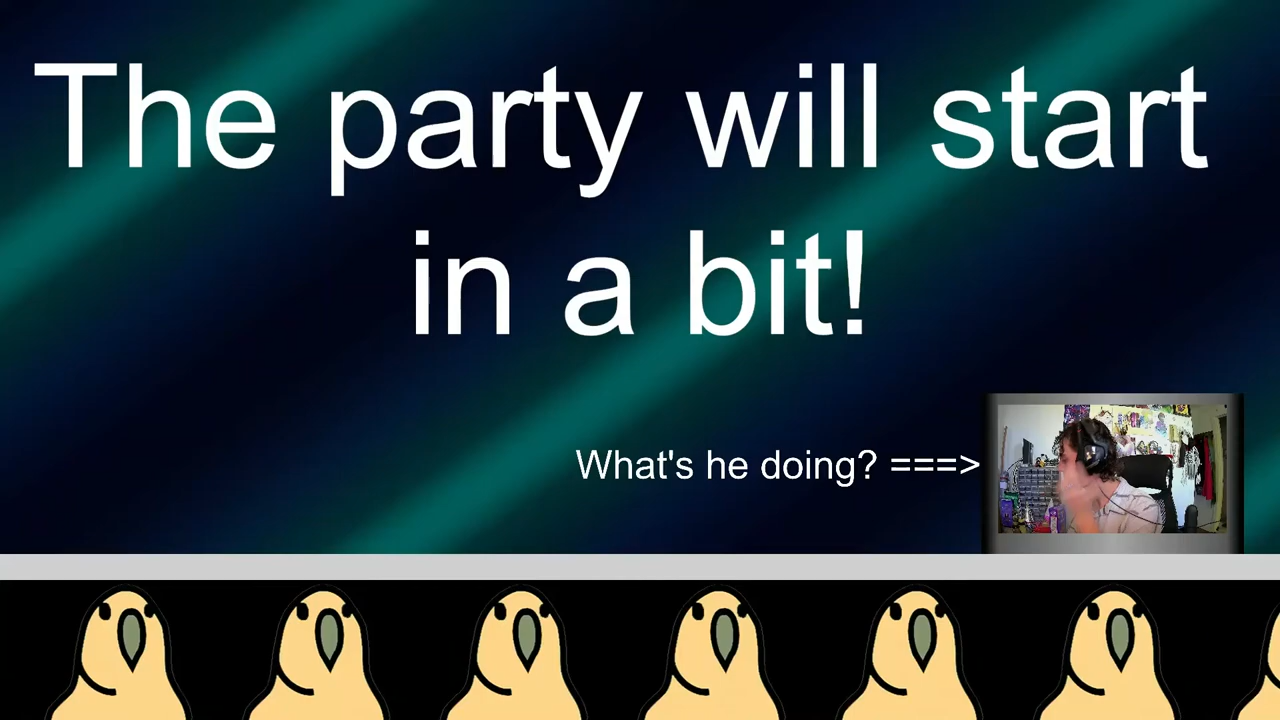 The party will start
in a bit!
What's he doing? ===>